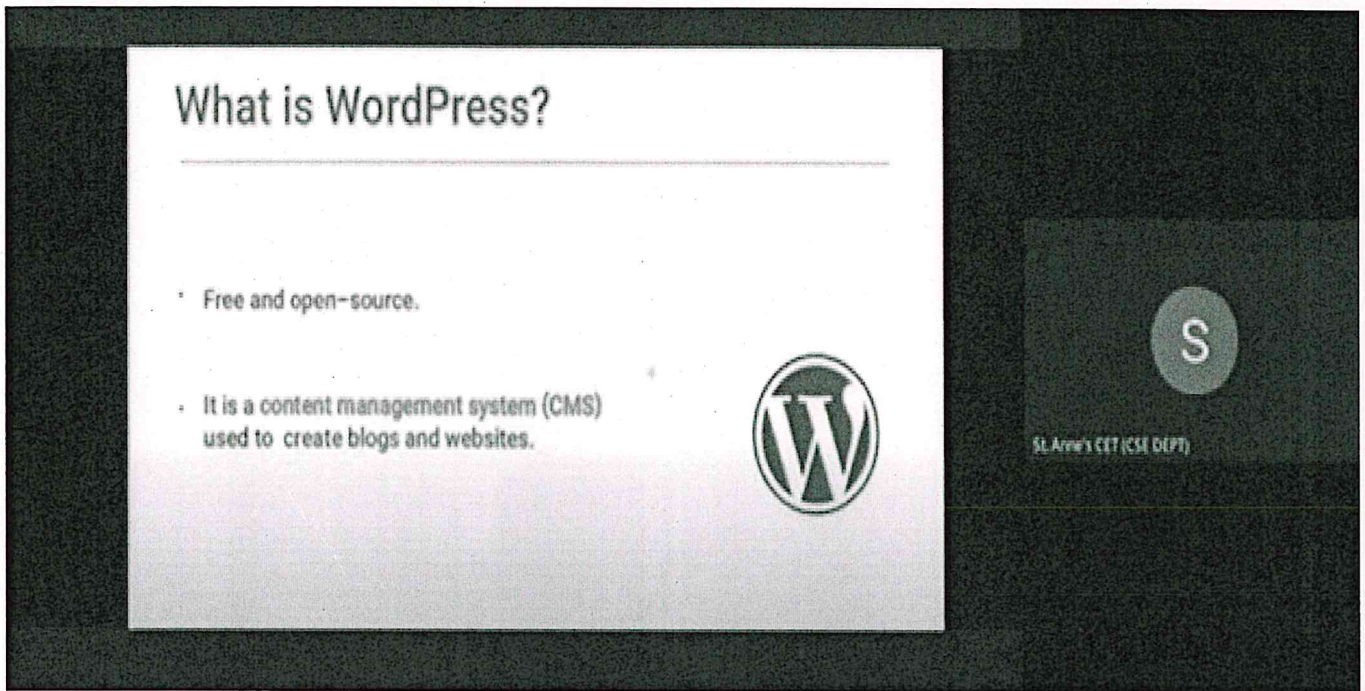 What is WordPress?
· Free and open-source.
· It is a content management system (CMS)
used to create blogs and websites.
W
S
St. Anne's CET (CSE DEPT)